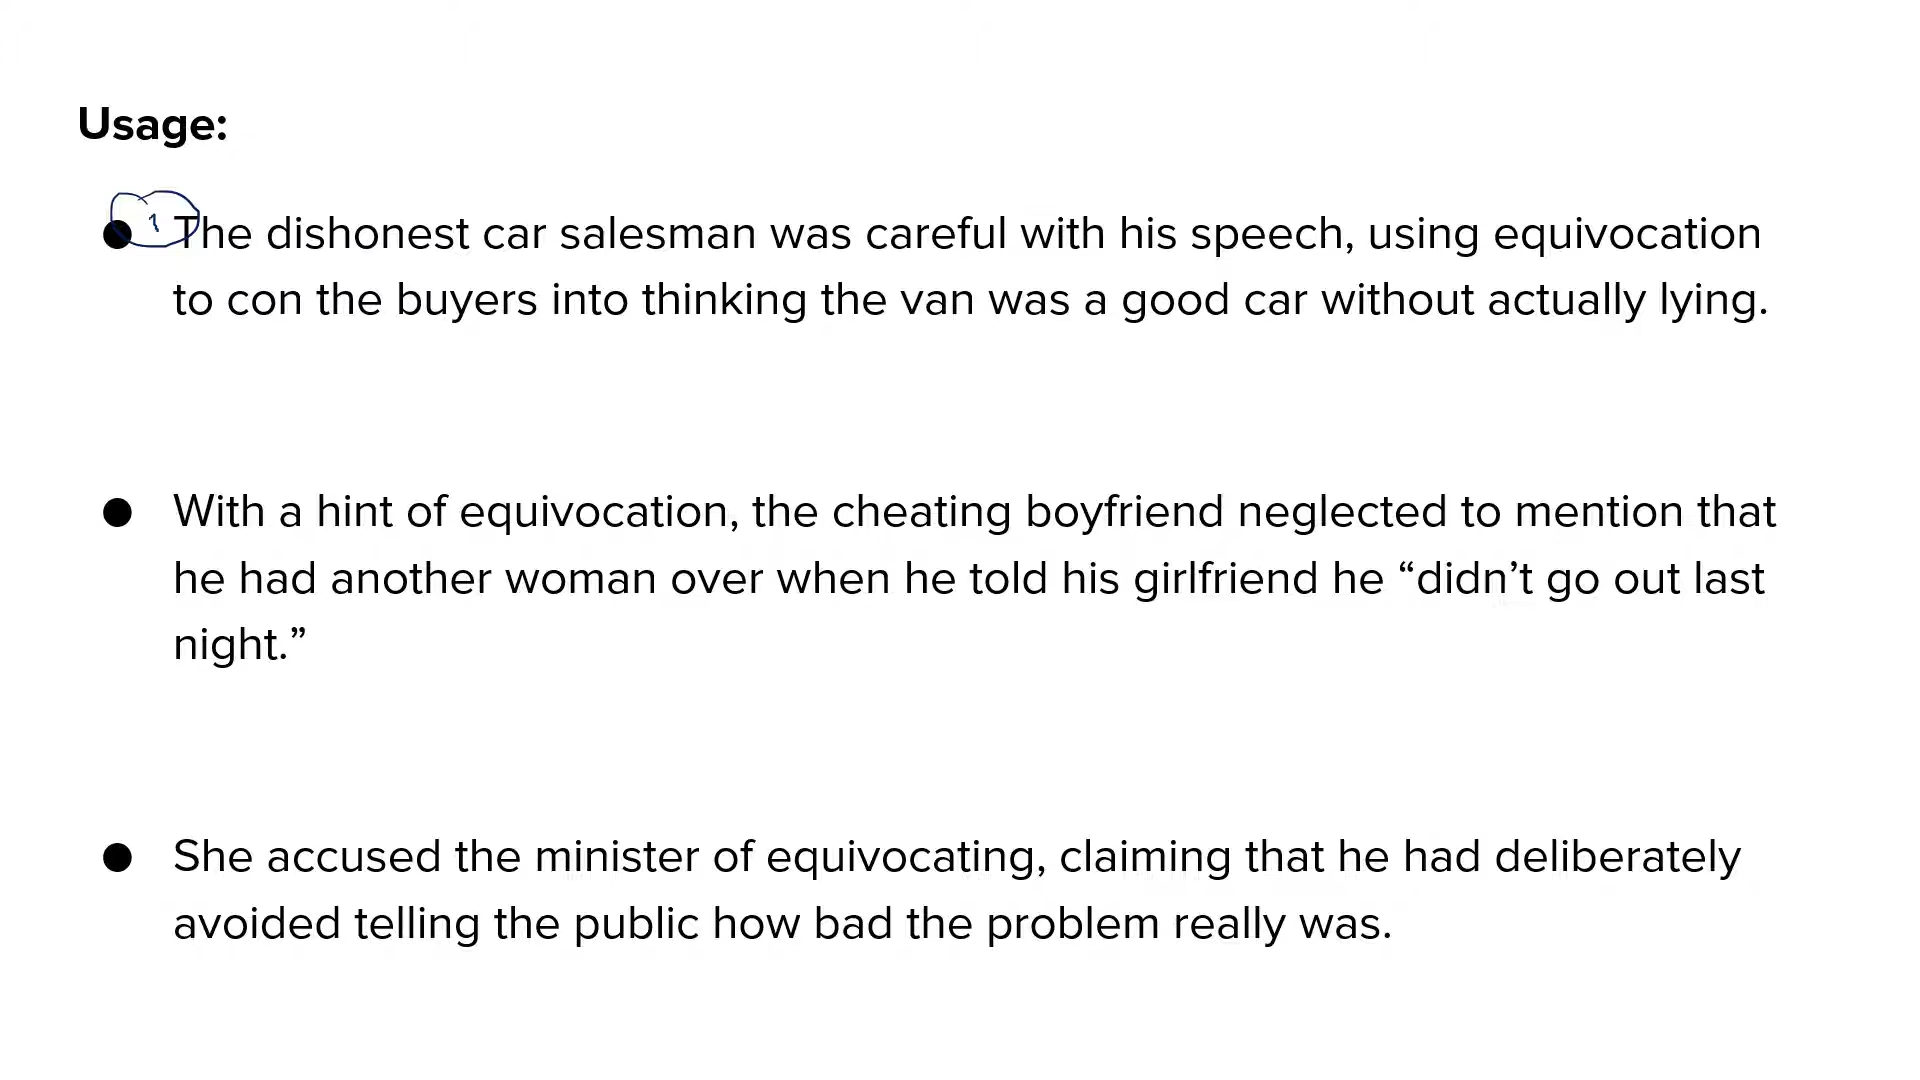 Usage:
● 1 The dishonest car salesman was careful with his speech, using equivocation
to con the buyers into thinking the van was a good car without actually lying.
● With a hint of equivocation, the cheating boyfriend neglected to mention that
he had another woman over when he told his girlfriend he “didn’t go out last
night.”
● She accused the minister of equivocating, claiming that he had deliberately
avoided telling the public how bad the problem really was.